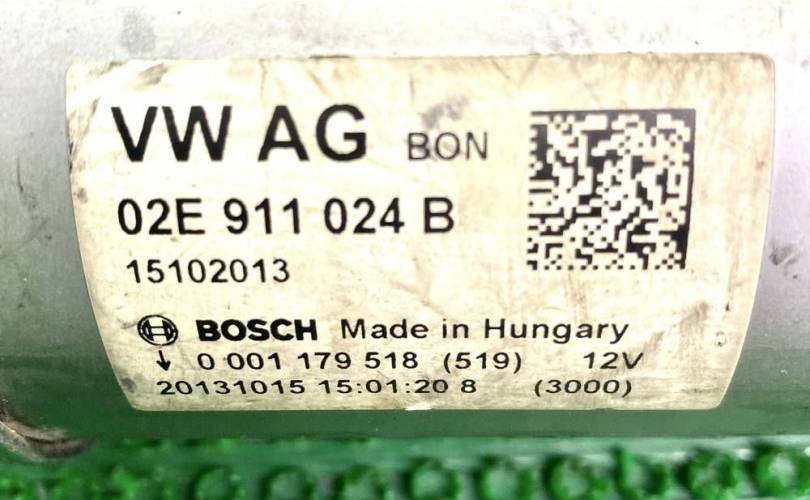 VW AG BON
02E 911 024 B
15102013
BOSCH Made in Hungary
↓ 0 001 179 518 (519) 12V
20131015 15:01:20 8 (3000)